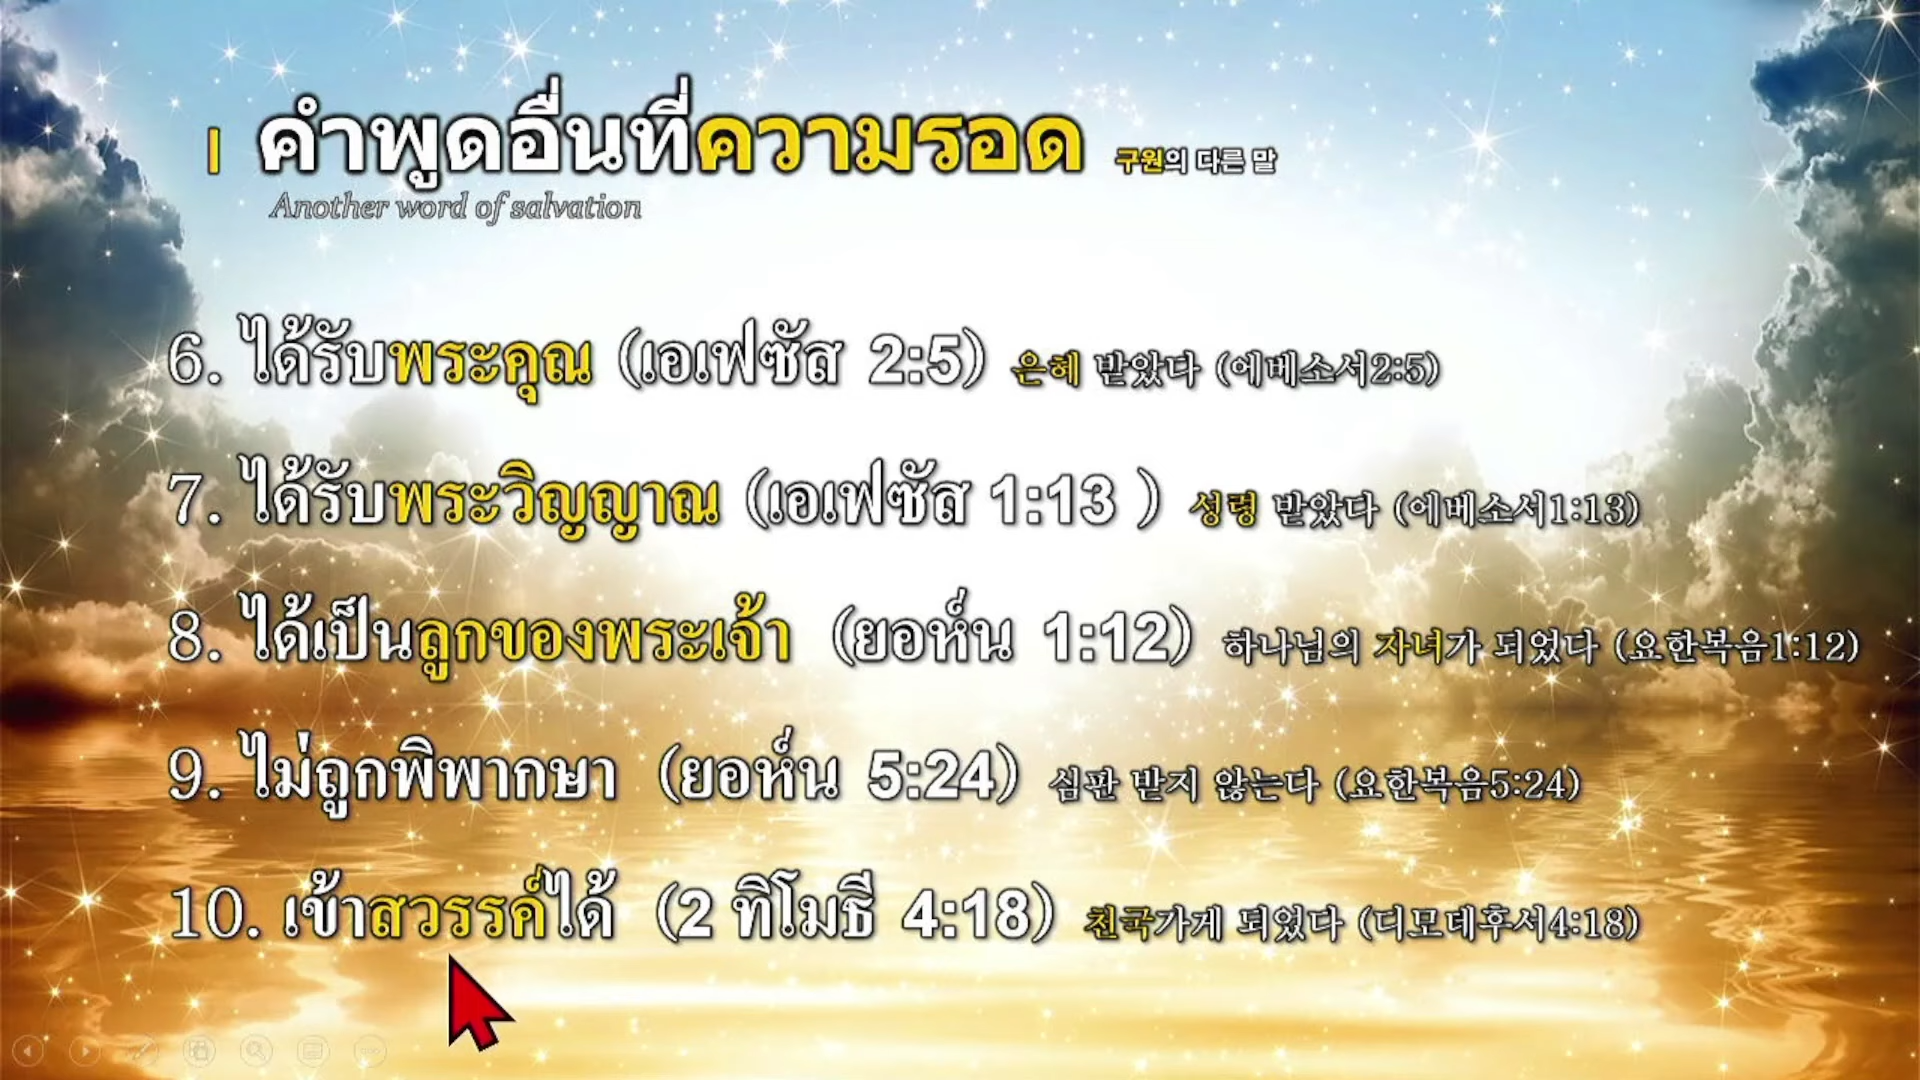 คำพูดอื่นที่ความรอด 구원의 다른 말
Another word of salvation
6. ได้รับพระคุณ (เอเฟซัส 2:5) 은혜 받았다 (에베소서2:5)
7. ได้รับพระวิญญาณ (เอเฟซัส 1:13 ) 성령 받았다 (에베소서1:13)
8. ได้เป็นลูกของพระเจ้า (ยอห์น 1:12) 하나님의 자녀가 되었다 (요한복음1:12)
9. ไม่ถูกพิพากษา (ยอห์น 5:24) 심판 받지 않는다 (요한복음5:24)
10. เข้าสวรรค์ได้ (2 ทิโมธี 4:18) 천국가게 되었다 (디모데후서4:18)